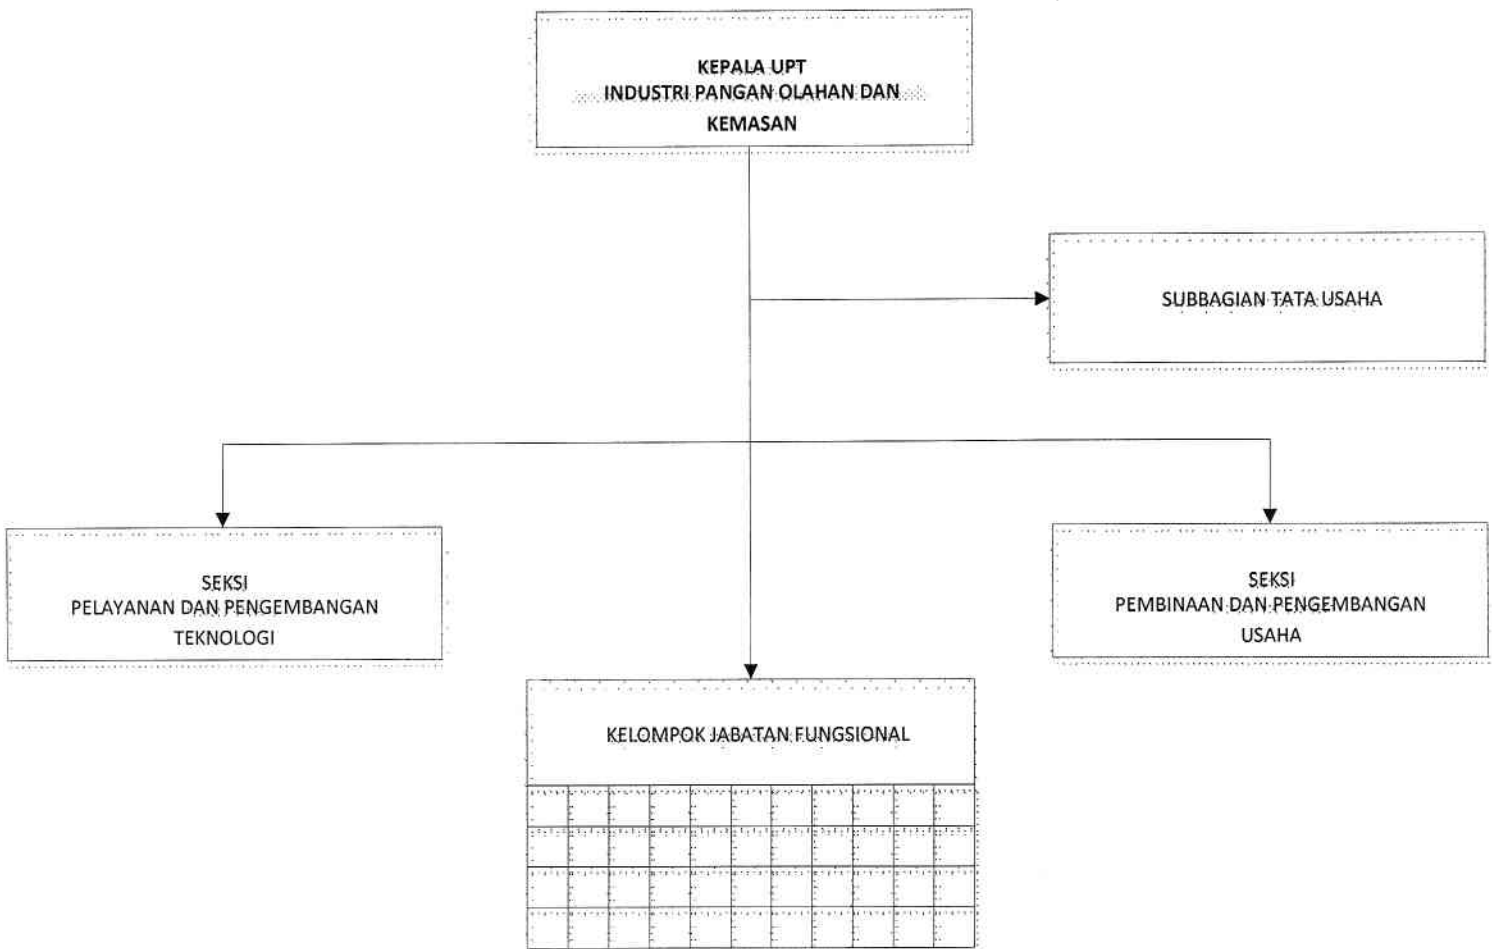 KEPALA UPT
INDUSTRI PANGAN OLAHAN DAN
KEMASAN
SUBBAGIAN TATA USAHA
SEKSI
PELAYANAN DAN PENGEMBANGAN
TEKNOLOGI
SEKSI
PEMBINAAN DAN PENGEMBANGAN
USAHA
KELOMPOK JABATAN FUNGSIONAL